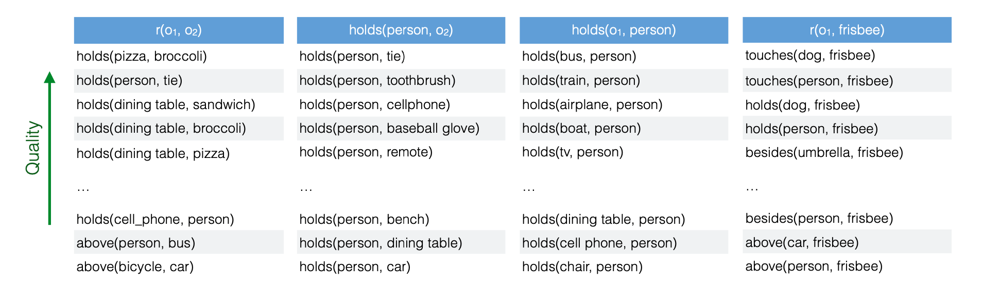 Quality
r(o₁, o₂)
holds(pizza, broccoli)
holds(person, tie)
holds(dining table, sandwich)
holds(dining table, broccoli)
holds(dining table, pizza)
...
holds(cell_phone, person)
above(person, bus)
above(bicycle, car)
holds(person, o₂)
holds(person, tie)
holds(person, toothbrush)
holds(person, cellphone)
holds(person, baseball glove)
holds(person, remote)
...
holds(person, bench)
holds(person, dining table)
holds(person, car)
holds(o₁, person)
holds(bus, person)
holds(train, person)
holds(airplane, person)
holds(boat, person)
holds(tv, person)
...
holds(dining table, person)
holds(cell phone, person)
holds(chair, person)
r(o₁, frisbee)
touches(dog, frisbee)
touches(person, frisbee)
holds(dog, frisbee)
holds(person, frisbee)
besides(umbrella, frisbee)
...
besides(person, frisbee)
above(car, frisbee)
above(person, frisbee)